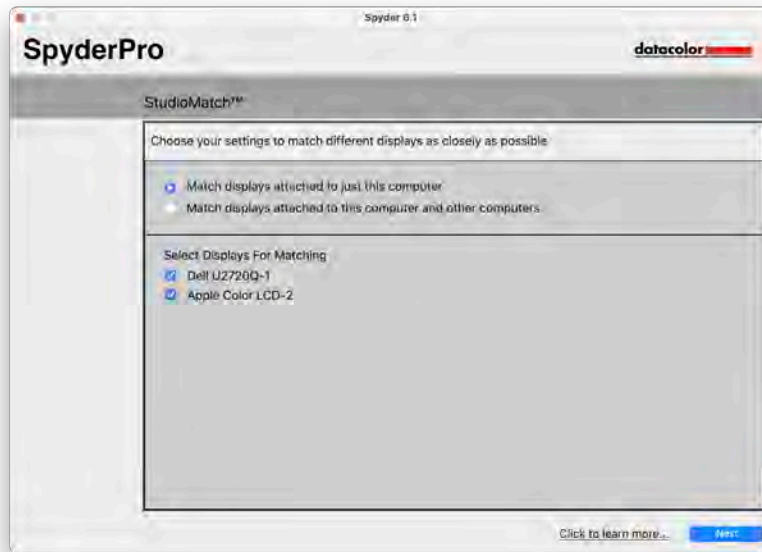 Spyder 6.1
SpyderPro
datacolor
StudioMatch™
Choose your settings to match different displays as closely as possible
Match displays attached to just this computer
Match displays attached to this computer and other computers
Select Displays For Matching
Dell U2720Q-1
Apple Color LCD-2
Click to learn more...
Next